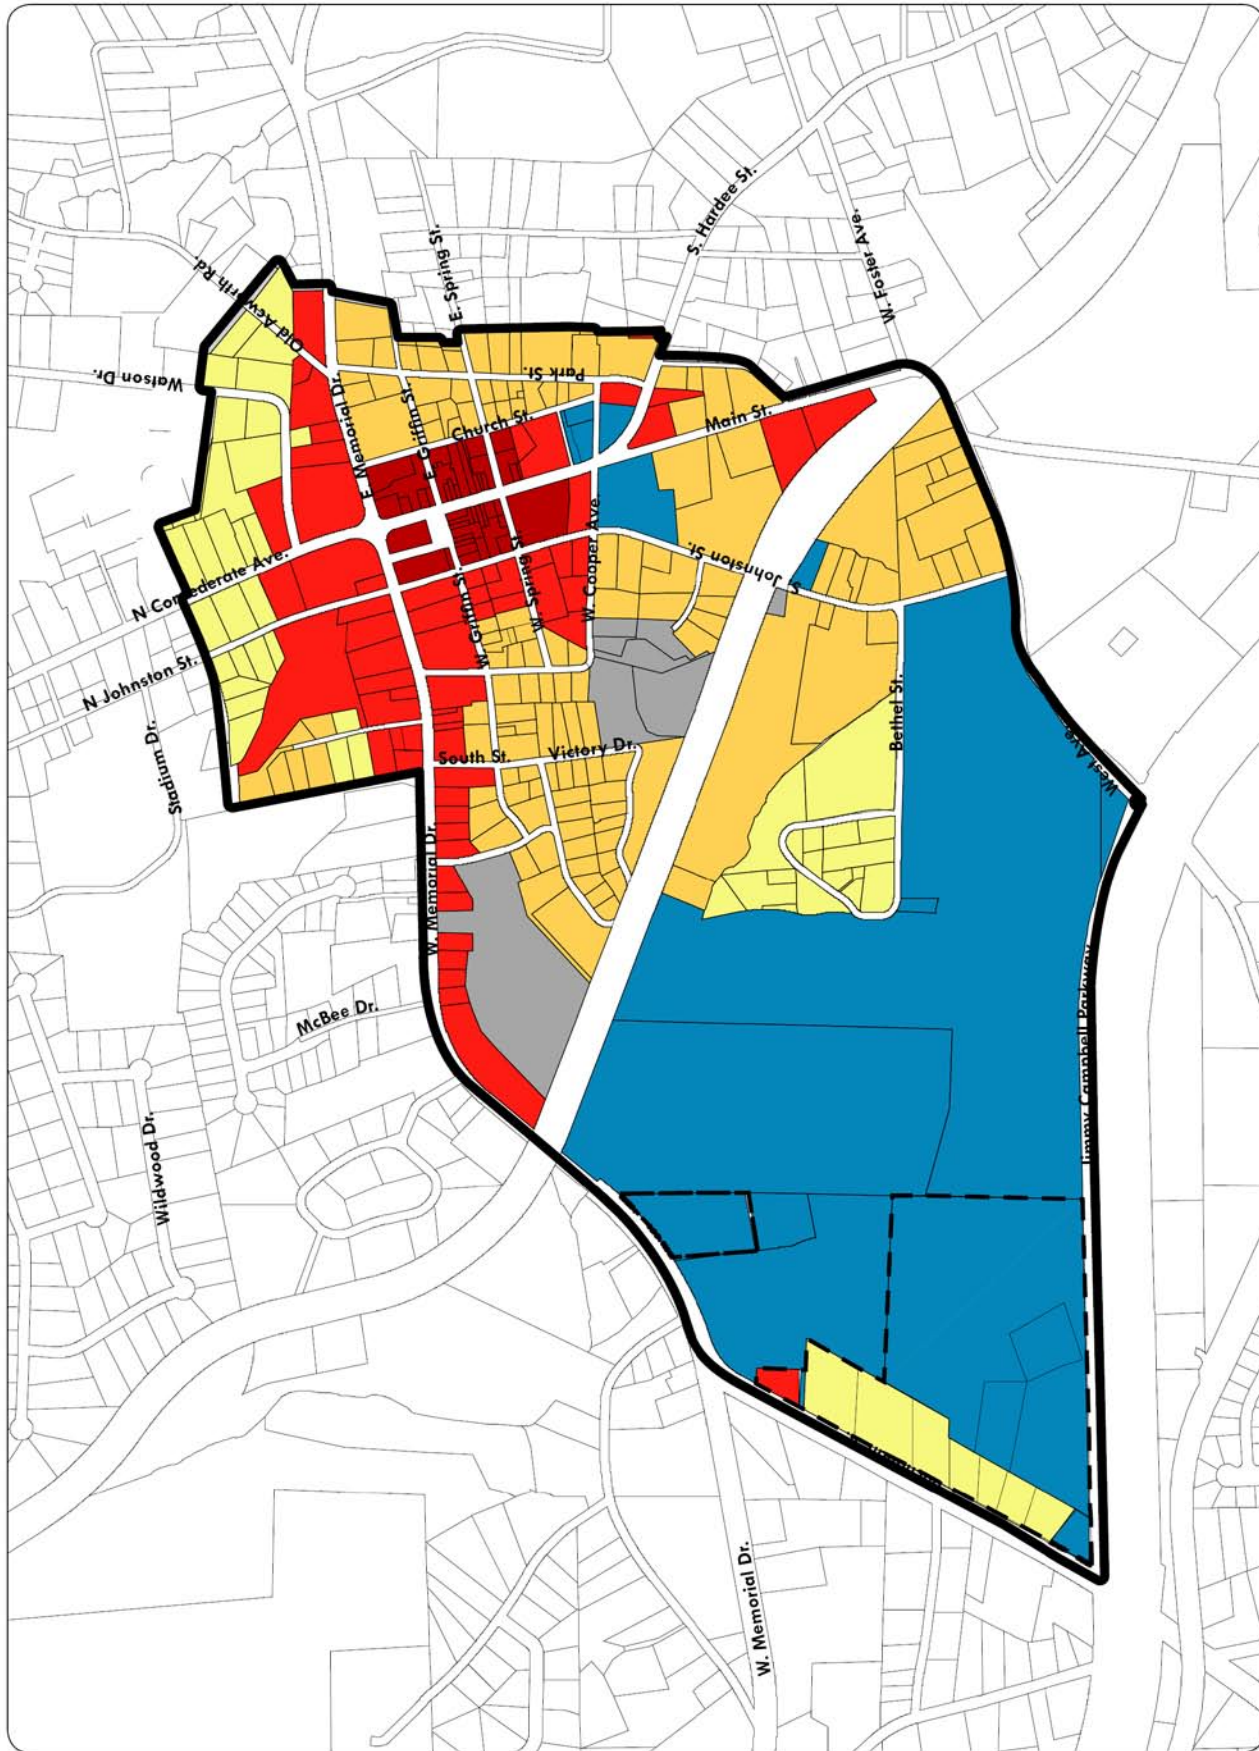 S. Hardee St.
W. Foster Ave.
E. Spring St.
Old Acworth Rd.
Watson Dr.
Park St.
E. Memorial Dr.
E. Griffin St.
Church St.
Main St.
N Confederate Ave.
W. Cooper Ave.
W. Spring St.
S. Johnston St.
W. Griffin St.
N Johnston St.
Stadium Dr.
South St.
Victory Dr.
Bethel St.
West Ave.
W. Memorial Dr.
McBee Dr.
Jimmy Campbell Parkway
Wildwood Dr.
W. Memorial Dr.